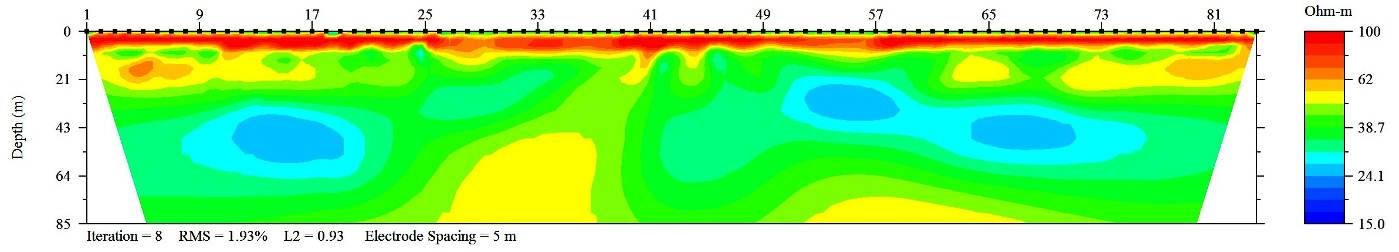 1 9 17 25 33 41 49 57 65 73 81
Ohm-m
0
21
43
64
85
Depth (m)
100
62
38.7
24.1
15.0
Iteration = 8 RMS = 1.93% L2 = 0.93 Electrode Spacing = 5 m